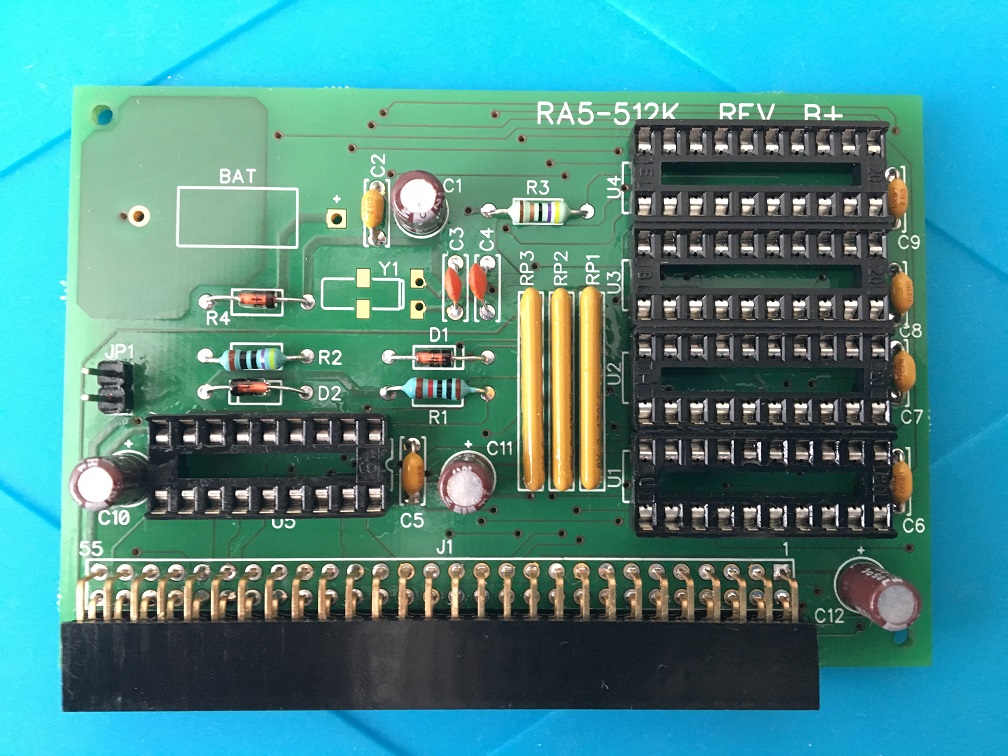 RA5-512K REV B+
BAT
+
C2
C1
R3
U4
C9
Y1
C3
C4
RP3
RP2
RP1
U3
C8
R4
D1
JP1
R2
D2
R1
U2
C7
+
C10
U5
C5
+
C11
U1
C6
55
J1
1
+
C12